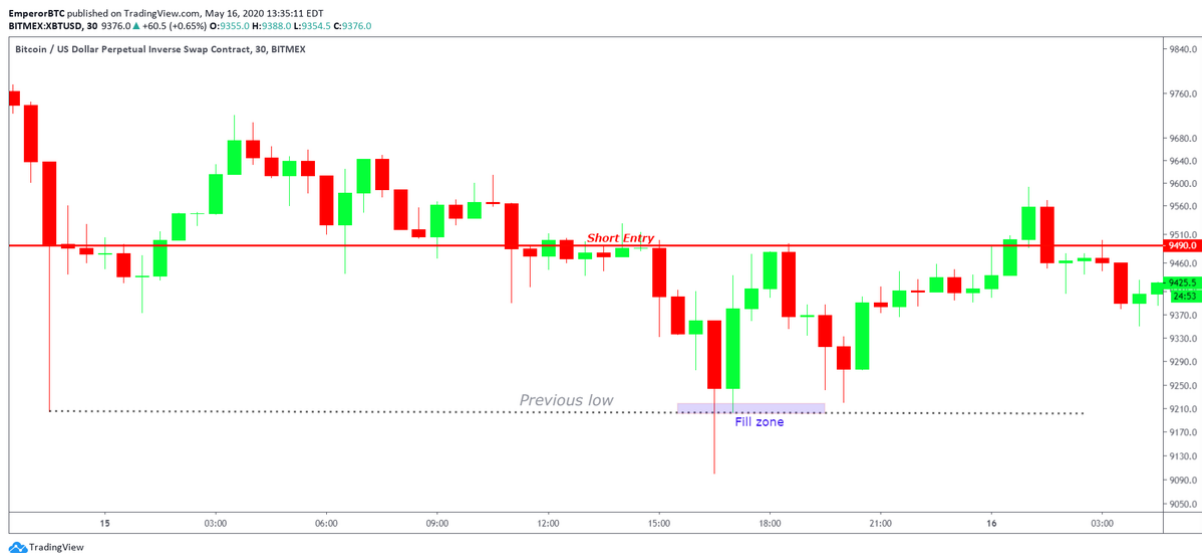 EmperorBTC published on TradingView.com, May 16, 2020 13:35:11 EDT
BITMEX:XBTUSD, 30 9376.0 ▲ +60.5 (+0.65%) O:9355.0 H:9388.0 L:9354.5 C:9376.0
Bitcoin / US Dollar Perpetual Inverse Swap Contract, 30, BITMEX
9840.0
9760.0
9680.0
9640.0
9600.0
9560.0
9510.0
Short Entry
9490.0
9460.0
9425.5
24:53
9370.0
9330.0
9290.0
9250.0
Previous low
9210.0
Fill zone
9170.0
9130.0
9090.0
9050.0
15 03:00 06:00 09:00 12:00 15:00 18:00 21:00 16 03:00
TradingView